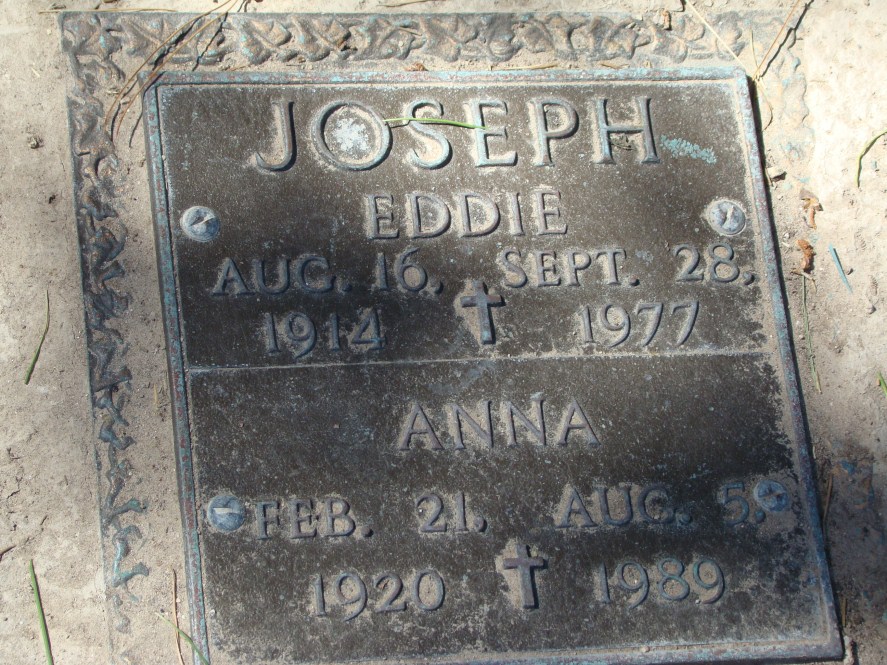 JOSEPH
EDDIE
AUG. 16, SEPT. 28,
1914 1977
ANNA
FEB. 21, AUG. 5,
1920 1989